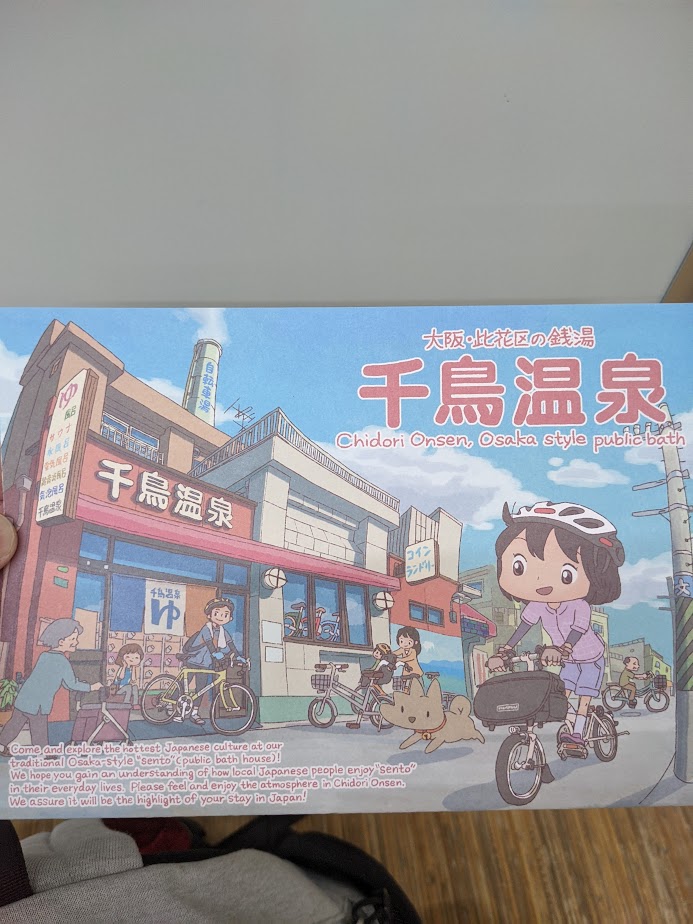 大阪・此花区の銭湯
千鳥温泉
Chidori Onsen, Osaka style public bath
自転車湯
ゆ
千鳥温泉
千鳥温泉
コイン
ランドリー
千鳥温泉
ゆ
Come and explore the hottest Japanese culture at our
traditional Osaka-style "sento" (public bath house)!
We hope you gain an understanding of how local Japanese people enjoy "sento"
in their everyday lives. Please feel and enjoy the atmosphere in Chidori Onsen.
We assure it will be the highlight of your stay in Japan!